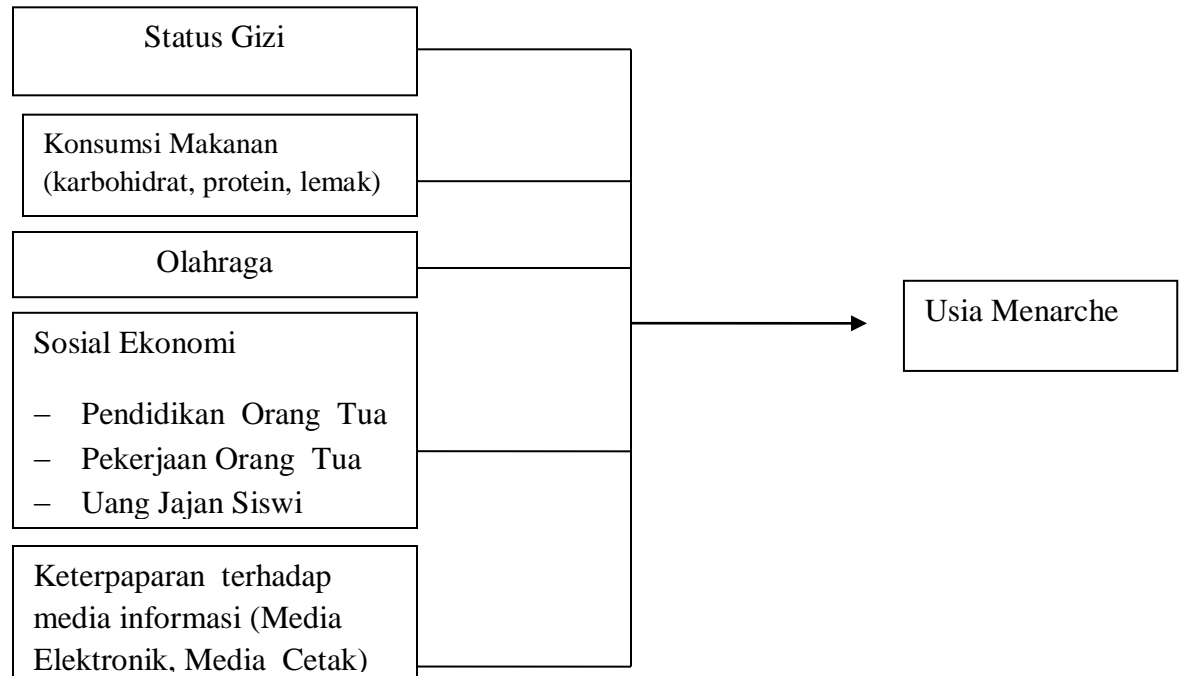 Status Gizi
Konsumsi Makanan
(karbohidrat, protein, lemak)
Olahraga
Sosial Ekonomi
– Pendidikan Orang Tua
– Pekerjaan Orang Tua
– Uang Jajan Siswi
Keterpaparan terhadap
media informasi (Media
Elektronik, Media Cetak)
Usia Menarche